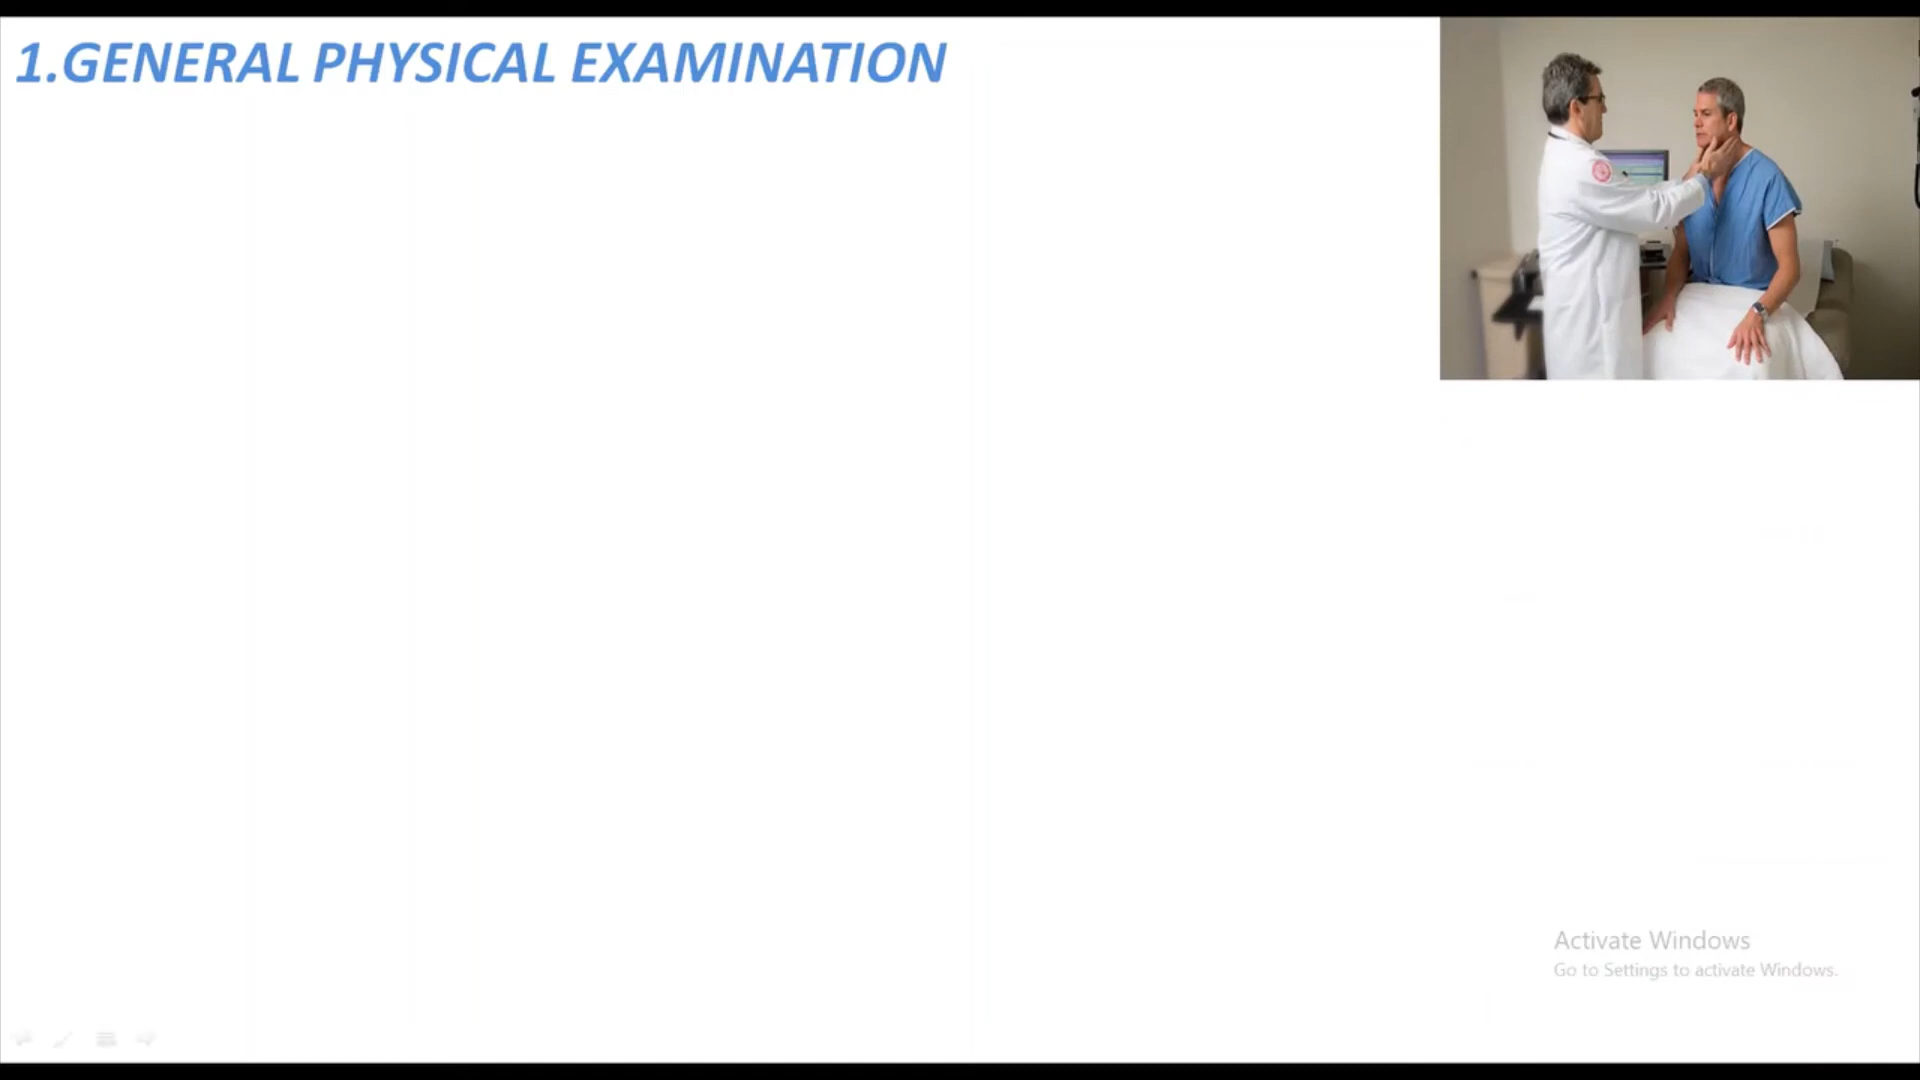 1.GENERAL PHYSICAL EXAMINATION
Activate Windows
Go to Settings to activate Windows.